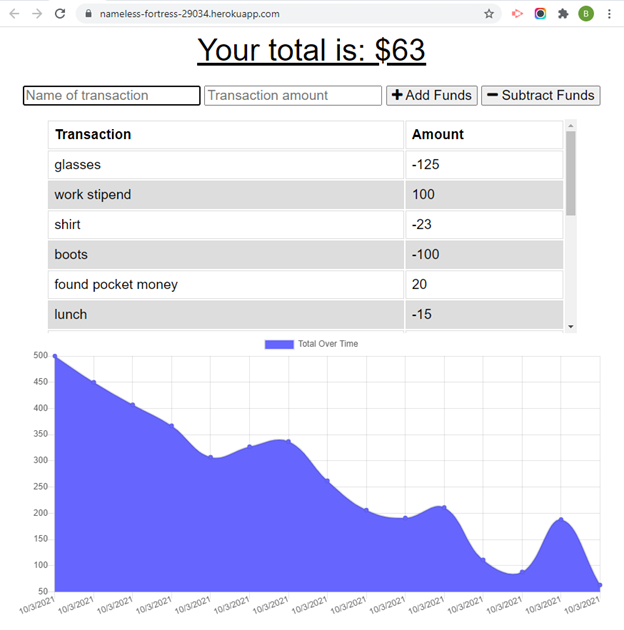 nameless-fortress-29034.herokuapp.com
B
Your total is: $63
Name of transaction Transaction amount + Add Funds − Subtract Funds
Transaction Amount
glasses -125
work stipend 100
shirt -23
boots -100
found pocket money 20
lunch -15
Total Over Time
500
450
400
350
300
250
200
150
100
50
10/3/2021 10/3/2021 10/3/2021 10/3/2021 10/3/2021 10/3/2021 10/3/2021 10/3/2021 10/3/2021 10/3/2021 10/3/2021 10/3/2021 10/3/2021 10/3/2021 10/3/2021